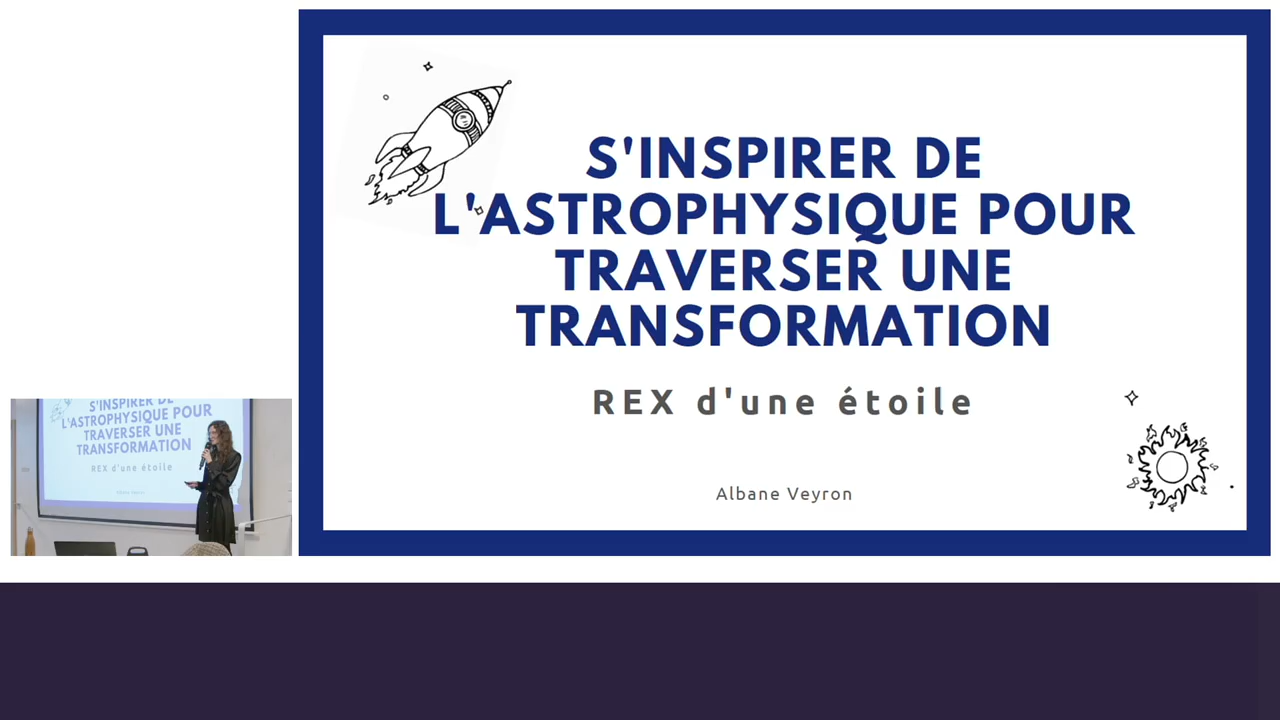 S'INSPIRER DE
L'ASTROPHYSIQUE POUR
TRAVERSER UNE
TRANSFORMATION
REX d'une étoile
Albane Veyron
S'INSPIRER DE
L'ASTROPHYSIQUE POUR
TRAVERSER UNE
TRANSFORMATION
REX d'une étoile